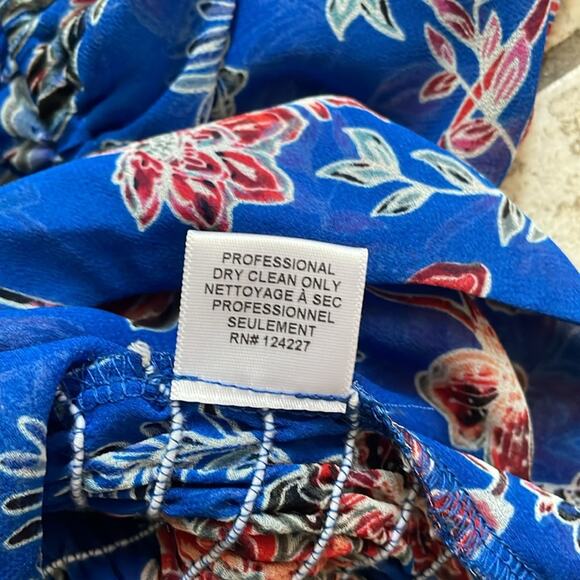 PROFESSIONAL
DRY CLEAN ONLY
NETTOYAGE À SEC
PROFESSIONNEL
SEULEMENT
RN# 124227